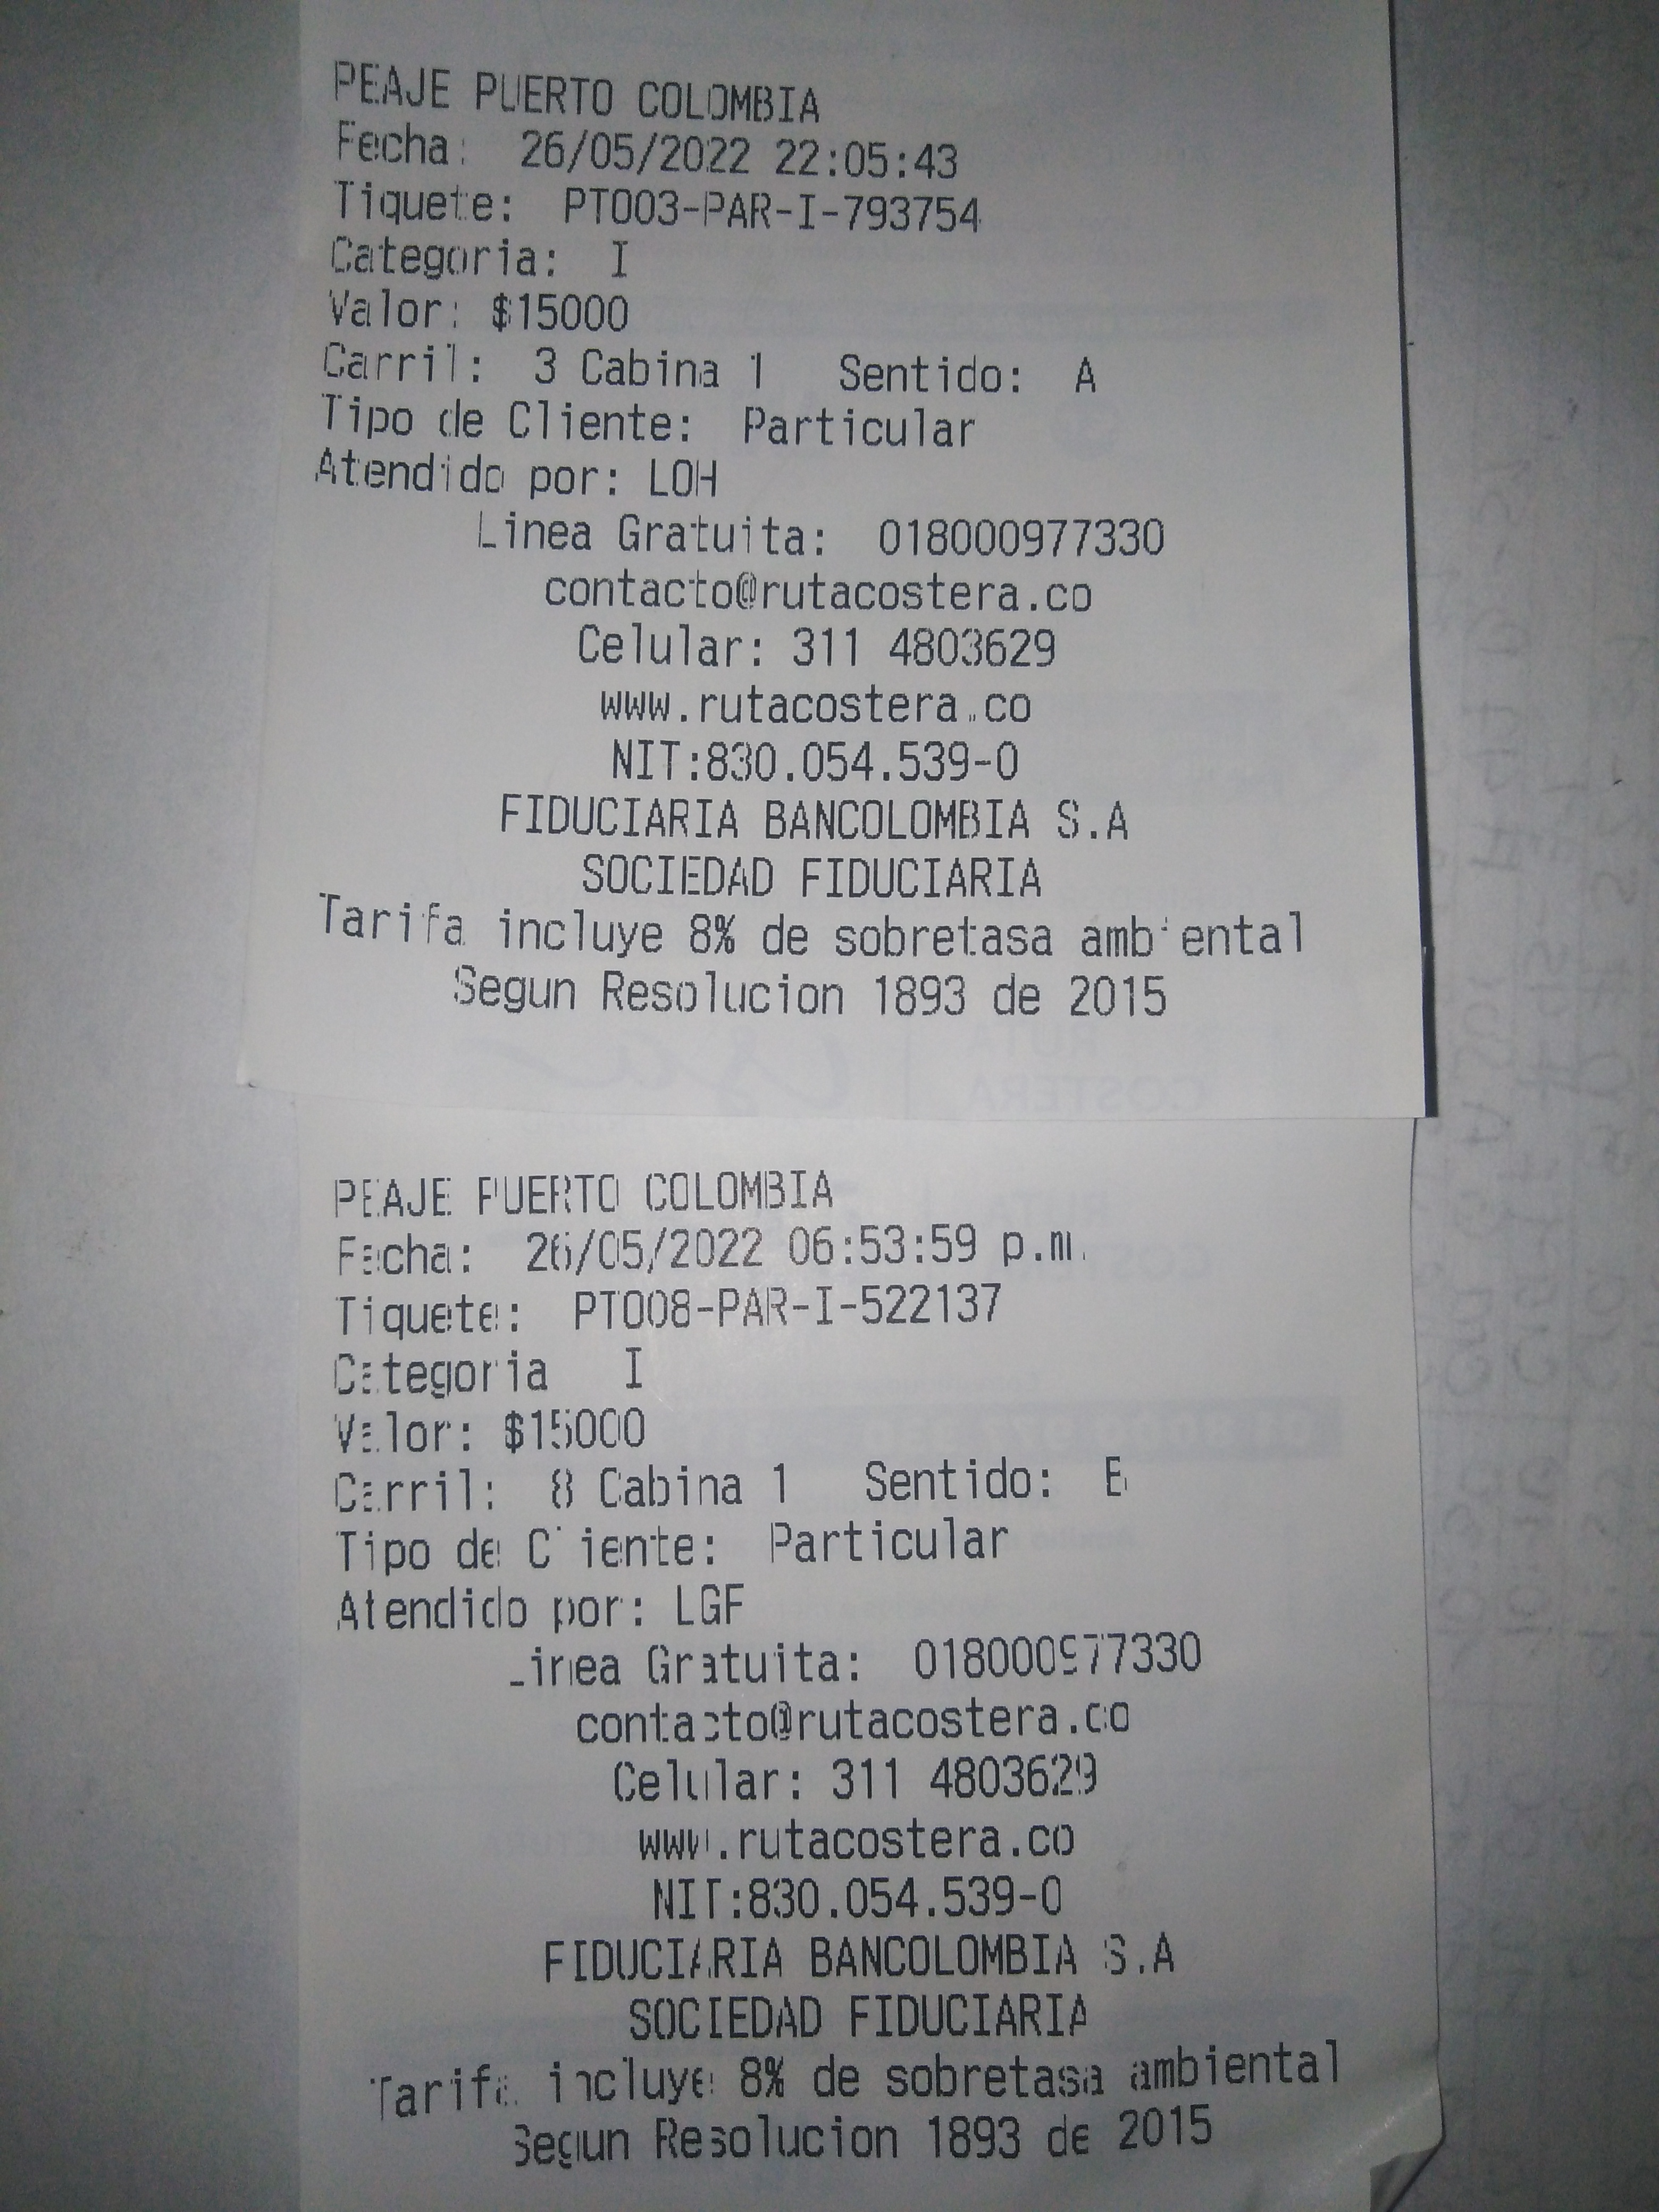 PEAJE PUERTO COLOMBIA
Fecha: 26/05/2022 22:05:43
Tiquete: PT003-PAR-I-793754
Categoria: I
Valor: $15000
Carril: 3 Cabina 1 Sentido: A
Tipo de Cliente: Particular
Atendido por: LOH
Linea Gratuita: 018000977330
contacto@rutacostera.co
Celular: 311 4803629
www.rutacostera.co
NIT:830.054.539-0
FIDUCIARIA BANCOLOMBIA S.A
SOCIEDAD FIDUCIARIA
Tarifa incluye 8% de sobretasa ambiental
Segun Resolucion 1893 de 2015
RUTA
COSTERA
PEAJE PUERTO COLOMBIA
Fecha: 26/05/2022 06:53:59 p.m.
Tiquete: PT008-PAR-I-522137
Categoria I
Valor: $15000
Carril: 8 Cabina 1 Sentido: B
Tipo de Cliente: Particular
Atendido por: LGF
Linea Gratuita: 018000977330
contacto@rutacostera.co
Celular: 311 4803629
www.rutacostera.co
NIT:830.054.539-0
FIDUCIARIA BANCOLOMBIA S.A
SOCIEDAD FIDUCIARIA
Tarifa incluye 8% de sobretasa ambiental
Segun Resolucion 1893 de 2015